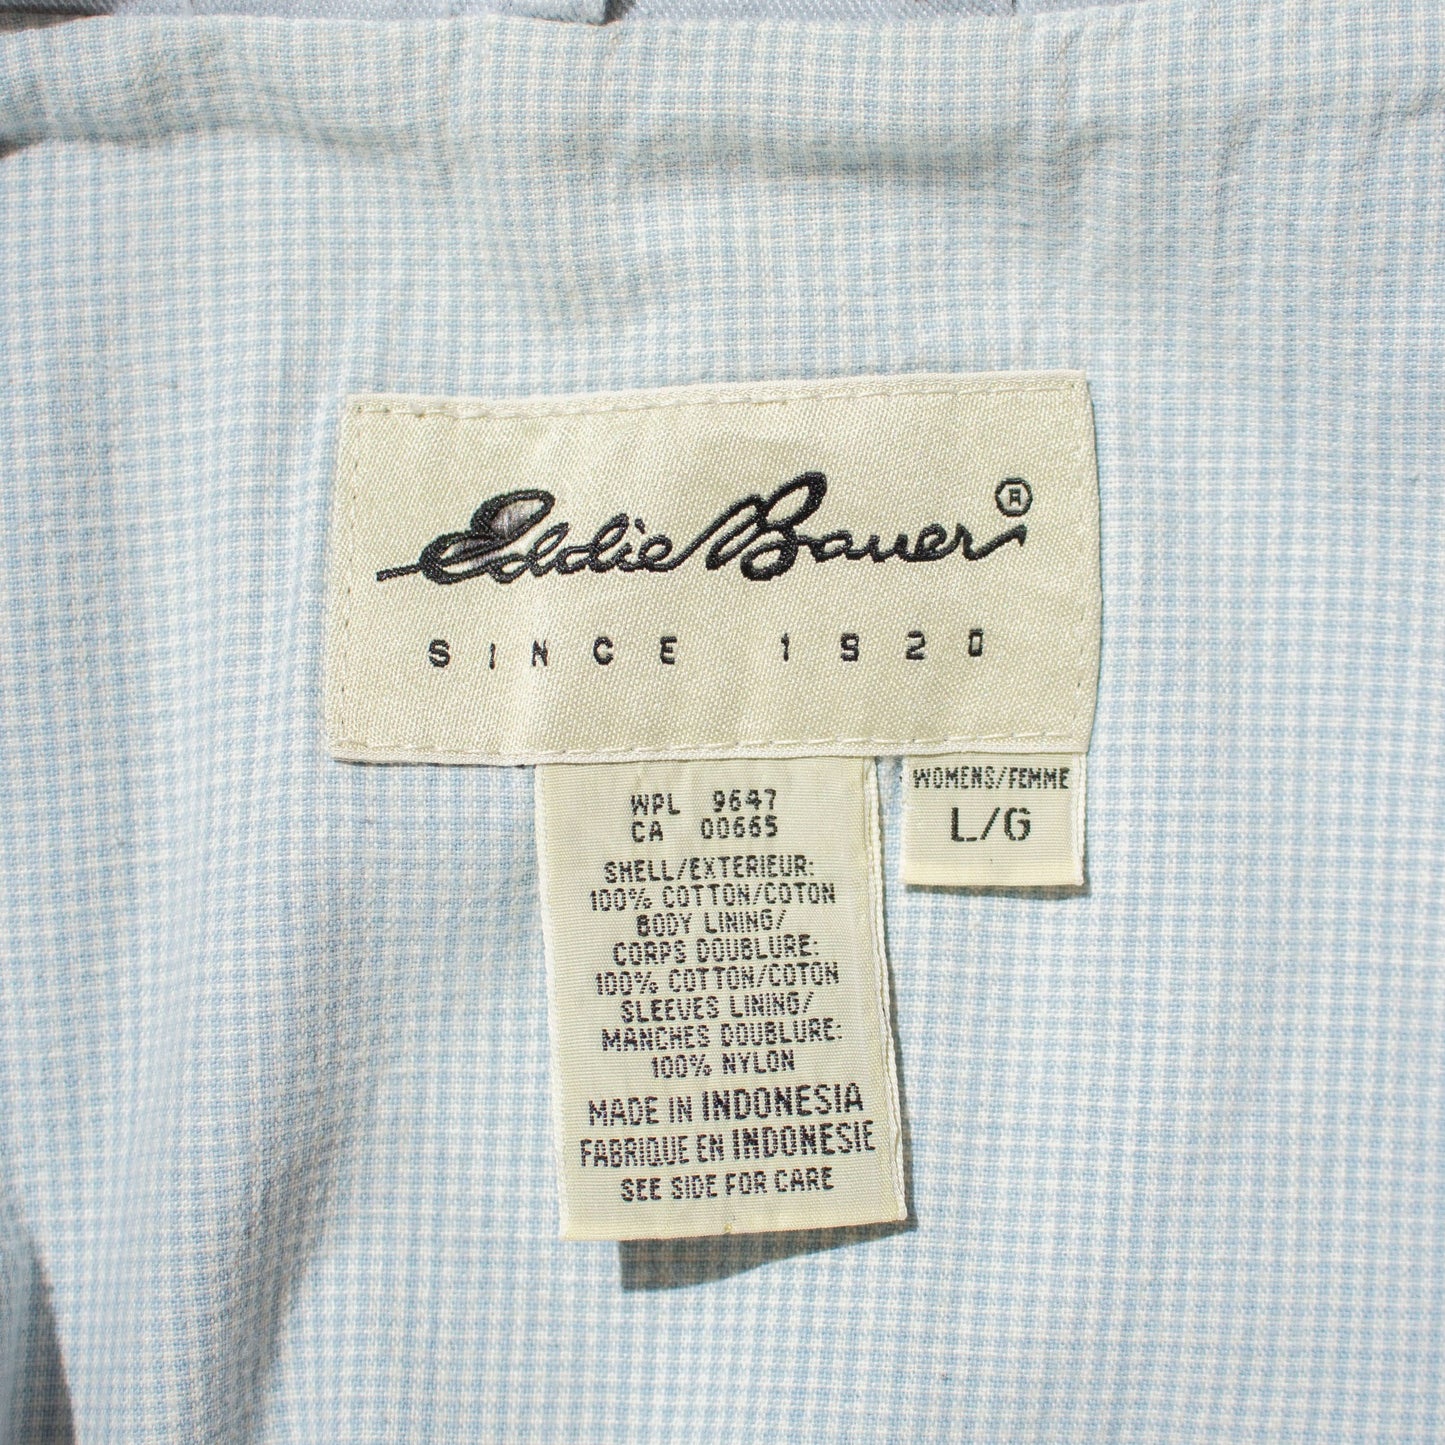 Eddie Bauer ®
SINCE 1920
WOMENS/FEMME
L/G
WPL 9647
CA 00665
SHELL/EXTERIEUR:
100% COTTON/COTON
BODY LINING/
CORPS DOUBLURE:
100% COTTON/COTON
SLEEVES LINING/
MANCHES DOUBLURE:
100% NYLON
MADE IN INDONESIA
FABRIQUE EN INDONESIE
SEE SIDE FOR CARE